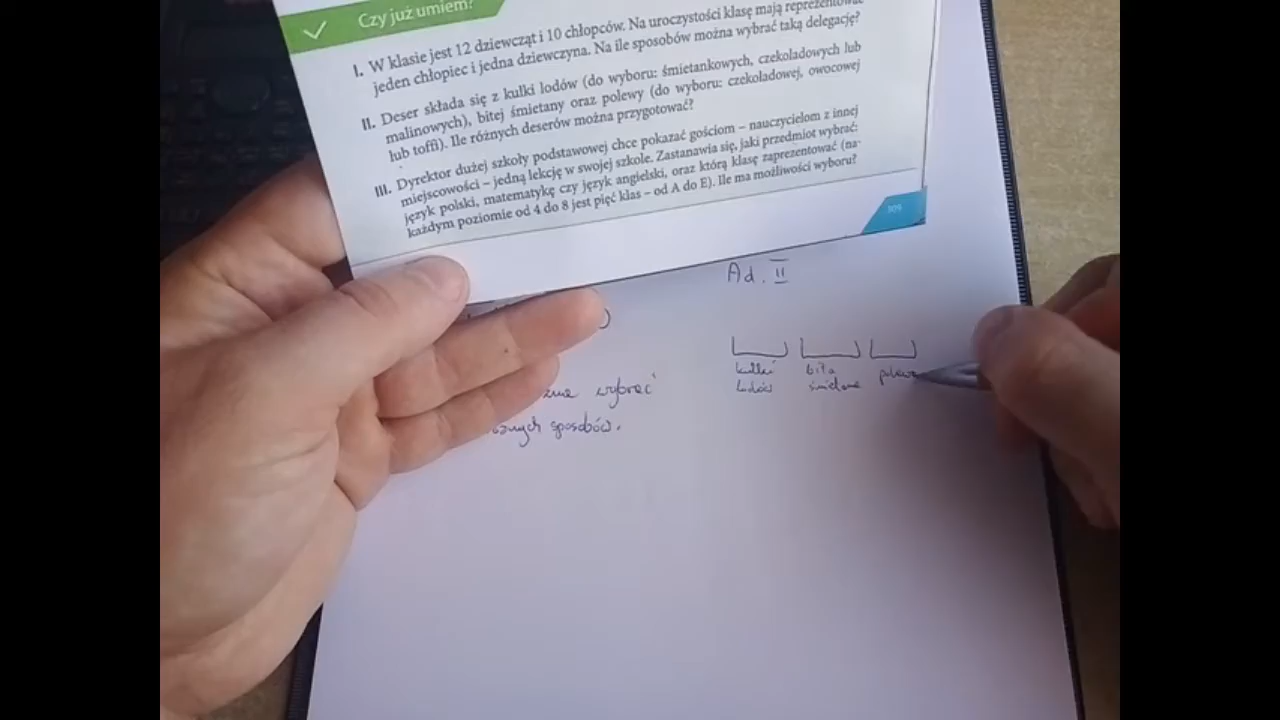 Czy już umiem?
I. W klasie jest 12 dziewcząt i 10 chłopców. Na uroczystości klasę mają reprezentować
jeden chłopiec i jedna dziewczyna. Na ile sposobów można wybrać taką delegację?
II. Deser składa się z kulki lodów (do wyboru: śmietankowych, czekoladowych lub
malinowych), bitej śmietany oraz polewy (do wyboru: czekoladowej, owocowej
lub toffi). Ile różnych deserów można przygotować?
III. Dyrektor dużej szkoły podstawowej chce pokazać gościom – nauczycielom z innej
miejscowości – jedną lekcję w swojej szkole. Zastanawia się, jaki przedmiot wybrać:
język polski, matematykę czy język angielski, oraz którą klasę zaprezentować (na-
każdym poziomie od 4 do 8 jest pięć klas – od A do E). Ile ma możliwości wyboru?
Ad. II
kulki bita polewa
lodów śmietana
wybrać
sposobów.